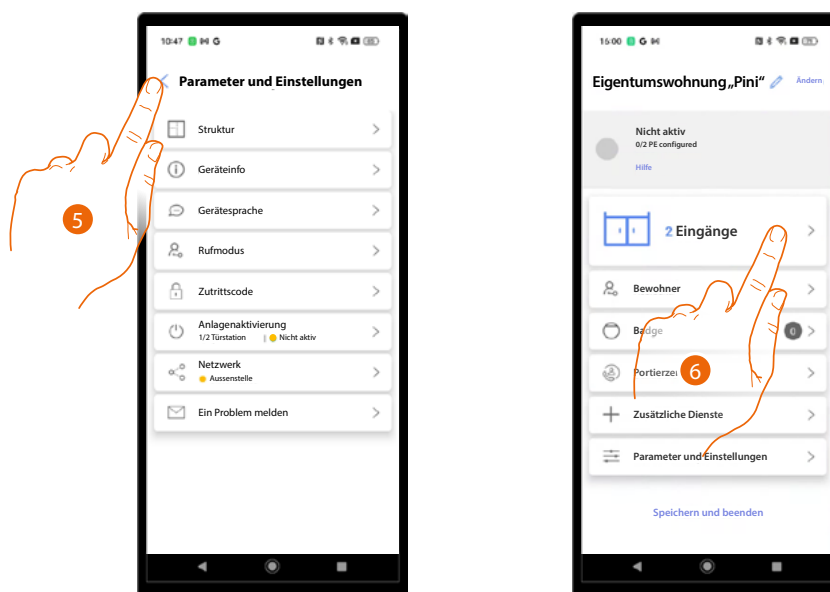 10:47 G
Parameter und Einstellungen
Struktur
Geräteinfo
Gerätesprache
Rufmodus
Zutrittscode
Anlagenaktivierung
1/2 Türstation | Nicht aktiv
Netzwerk
Aussenstelle
Ein Problem melden
5
15:00 G
Eigentumswohnung „Pini“ Ändern.
Nicht aktiv
0/2 PE configured
Hilfe
2 Eingänge
Bewohner
Badge 0
Zusätzliche Dienste
Parameter und Einstellungen
Speichern und beenden
6